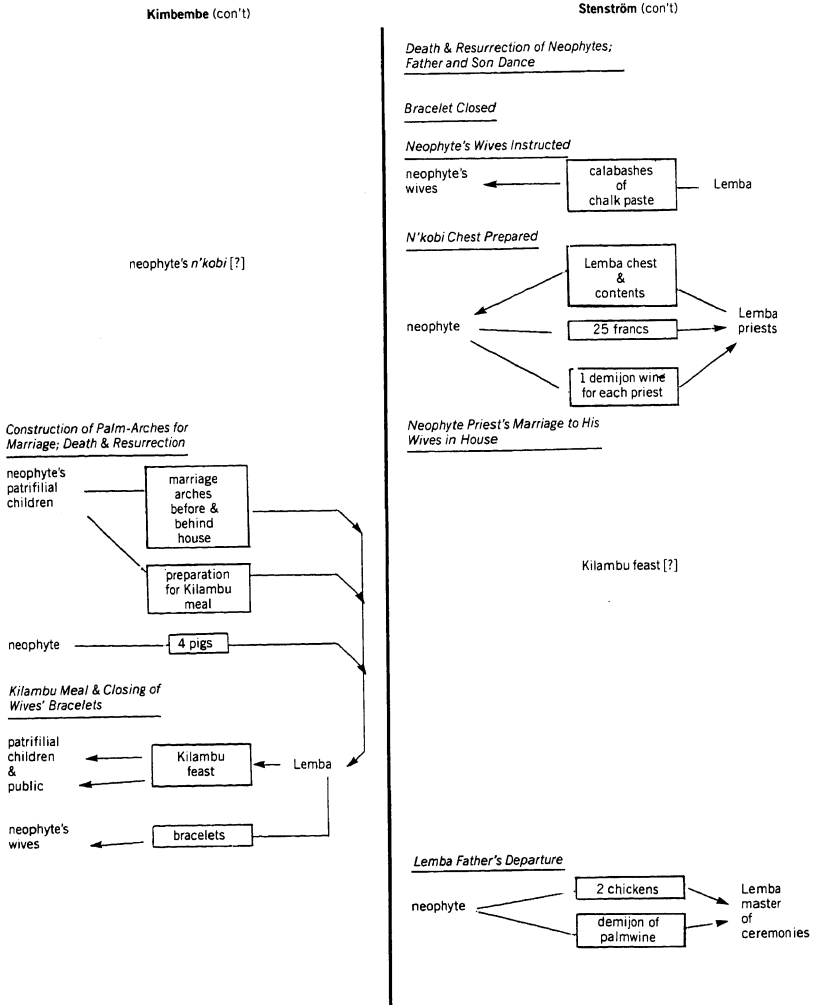 Kimbembe (con't)
neophyte's n'kobi [?]
Construction of Palm-Arches for
Marriage; Death & Resurrection
neophyte's
patrifilial
children
marriage
arches
before &
behind
house
preparation
for Kilambu
meal
neophyte
4 pigs
Kilambu Meal & Closing of
Wives' Bracelets
patrifilial
children
&
public
Kilambu
feast
Lemba
neophyte's
wives
bracelets
Stenström (con't)
Death & Resurrection of Neophytes;
Father and Son Dance
Bracelet Closed
Neophyte's Wives Instructed
neophyte's
wives
calabashes
of
chalk paste
Lemba
N'kobi Chest Prepared
Lemba chest
&
contents
neophyte
25 francs
Lemba
priests
1 demijon wine
for each priest
Neophyte Priest's Marriage to His
Wives in House
Kilambu feast [?]
Lemba Father's Departure
neophyte
2 chickens
demijon of
palmwine
Lemba
master
of
ceremonies